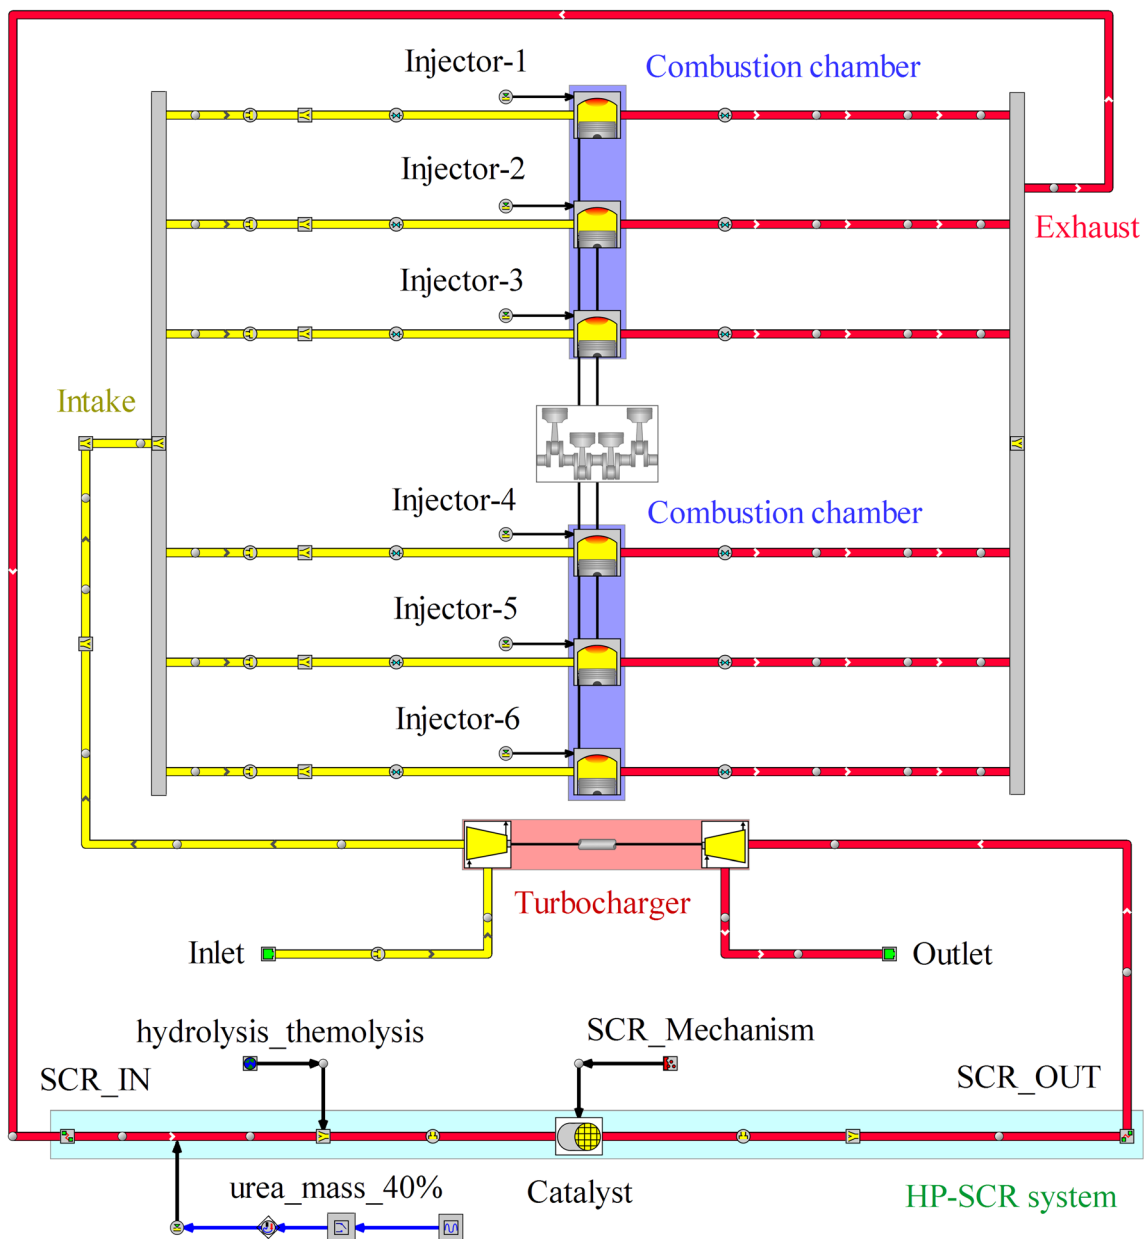 Injector-1
Combustion chamber
Injector-2
Exhaust
Injector-3
Intake
Injector-4
Combustion chamber
Injector-5
Injector-6
Turbocharger
Inlet
Outlet
hydrolysis_themolysis
SCR_Mechanism
SCR_IN
SCR_OUT
urea_mass_40%
Catalyst
HP-SCR system